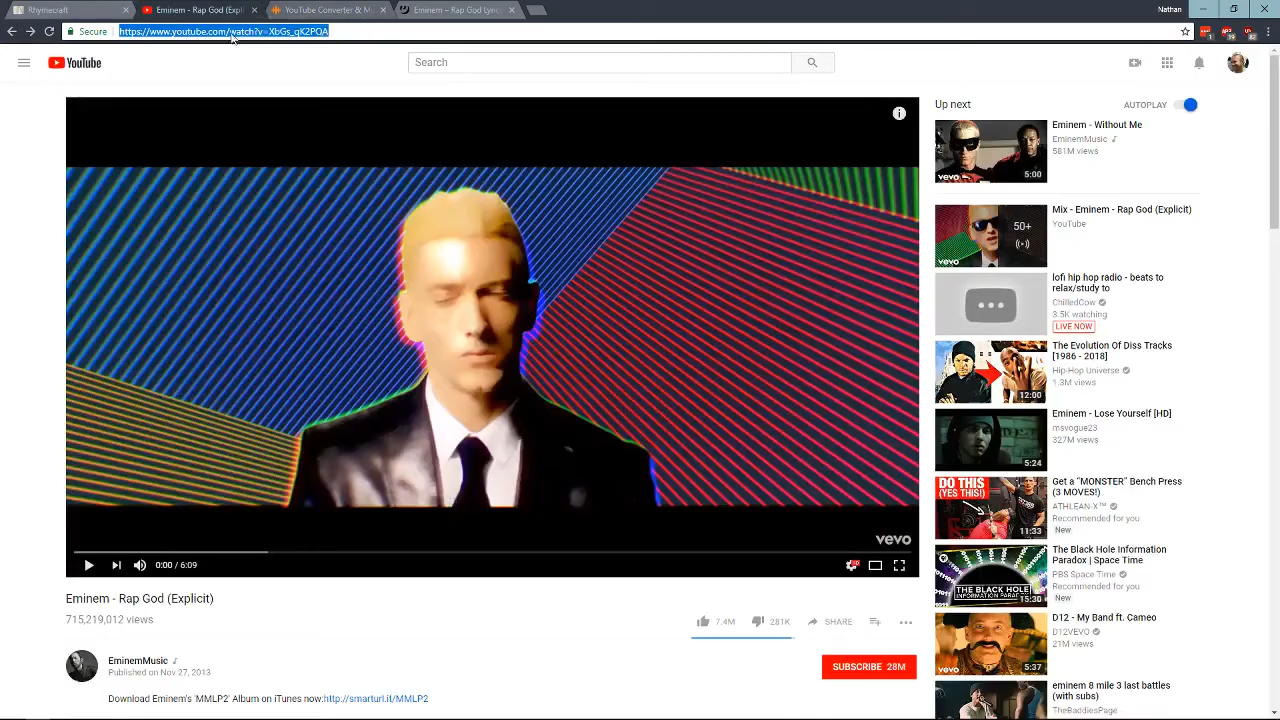 Rhymecraft
Eminem - Rap God (Expli
YouTube Converter & M
Eminem – Rap God Lyric
Nathan
Secure
https://www.youtube.com/watch?v=XbGs_qK2PQA
YouTube
Search
Up next
AUTOPLAY
Eminem - Without Me
EminemMusic
581M views
vevo
5:00
Mix - Eminem - Rap God (Explicit)
YouTube
50+
vevo
lofi hip hop radio - beats to
relax/study to
ChilledCow
3.5K watching
LIVE NOW
The Evolution Of Diss Tracks
[1986 - 2018]
Hip-Hop Universe
1.3M views
12:00
Eminem - Lose Yourself [HD]
msvogue23
327M views
5:24
DO THIS
(YES THIS!)
Get a "MONSTER" Bench Press
(3 MOVES!)
ATHLEAN-X™
Recommended for you
New
11:33
The Black Hole Information
Paradox | Space Time
PBS Space Time
Recommended for you
New
THE BLACK HOLE
15:30
D12 - My Band ft. Cameo
D12VEVO
21M views
5:37
eminem 8 mile 3 last battles
(with subs)
TheBaddiesPage
vevo
0:00 / 6:09
Eminem - Rap God (Explicit)
715,219,012 views
7.4M
281K
SHARE
EminemMusic
Published on Nov 27, 2013
SUBSCRIBE 28M
Download Eminem's 'MMLP2' Album on iTunes now:http://smarturl.it/MMLP2